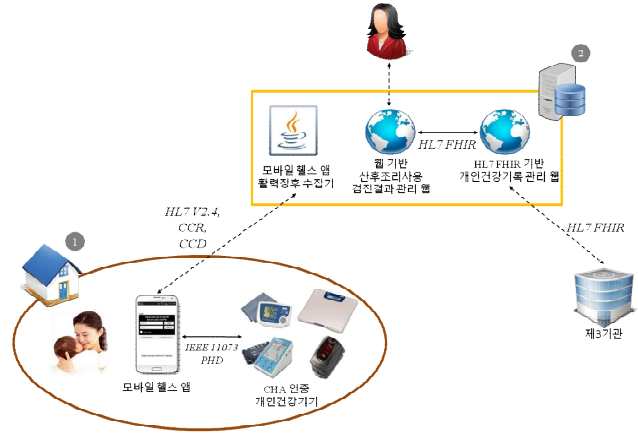 2
모바일 헬스 앱
활력징후 수집기
웹 기반
산후조리사용
검진결과 관리 웹
HL7 FHIR
HL7 FHIR 기반
개인건강기록 관리 웹
HL7 V2.4,
CCR,
CCD
HL7 FHIR
1
제3기관
IEEE 11073
PHD
모바일 헬스 앱
CHA 인증
개인건강기기